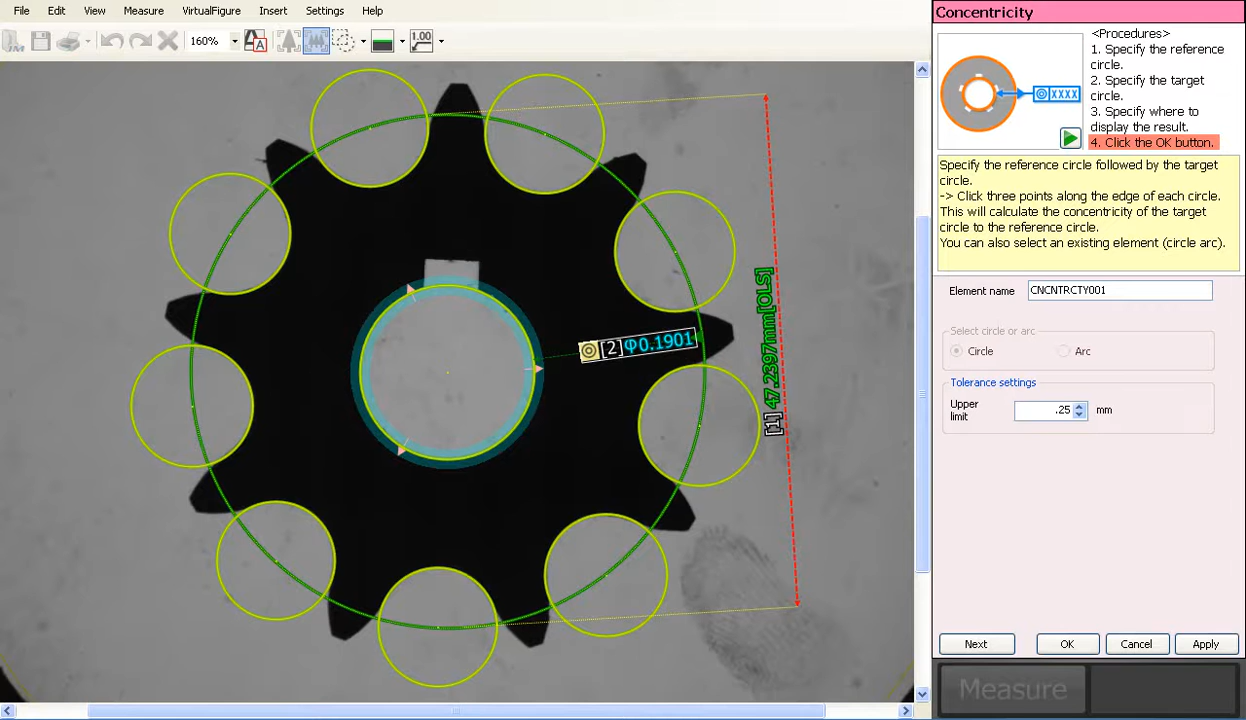 File Edit View Measure VirtualFigure Insert Settings Help
160% A A 1.00
Concentricity
XXXX
<Procedures>
1. Specify the reference
circle.
2. Specify the target
circle.
3. Specify where to
display the result.
4. Click the OK button.
Specify the reference circle followed by the target
circle.
-> Click three points along the edge of each circle.
This will calculate the concentricity of the target
circle to the reference circle.
You can also select an existing element (circle arc).
Element name CNCNTRCTY001
Select circle or arc
Circle Arc
Tolerance settings
Upper
limit
.25 mm
[2]Φ0.1901
[1] 47.2397mm[OLS]
Next OK Cancel Apply
Measure